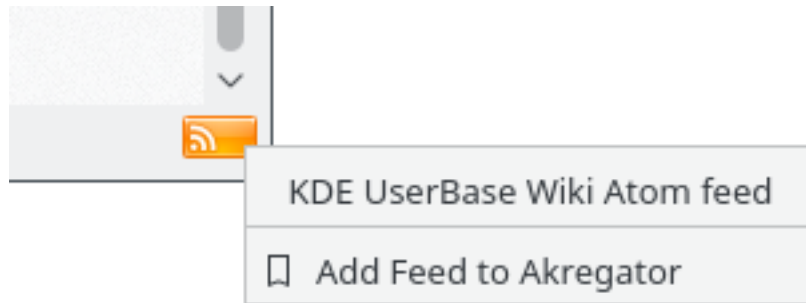 KDE UserBase Wiki Atom feed
Add Feed to Akregator